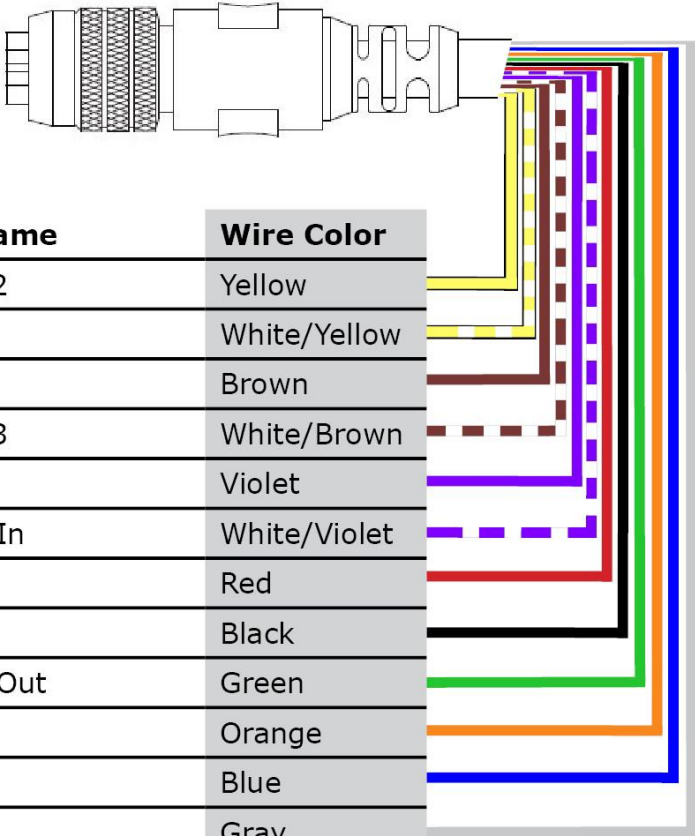 ame Wire Color
2 Yellow
White/Yellow
Brown
3 White/Brown
Violet
In White/Violet
Red
Black
Out Green
Orange
Blue
Gray